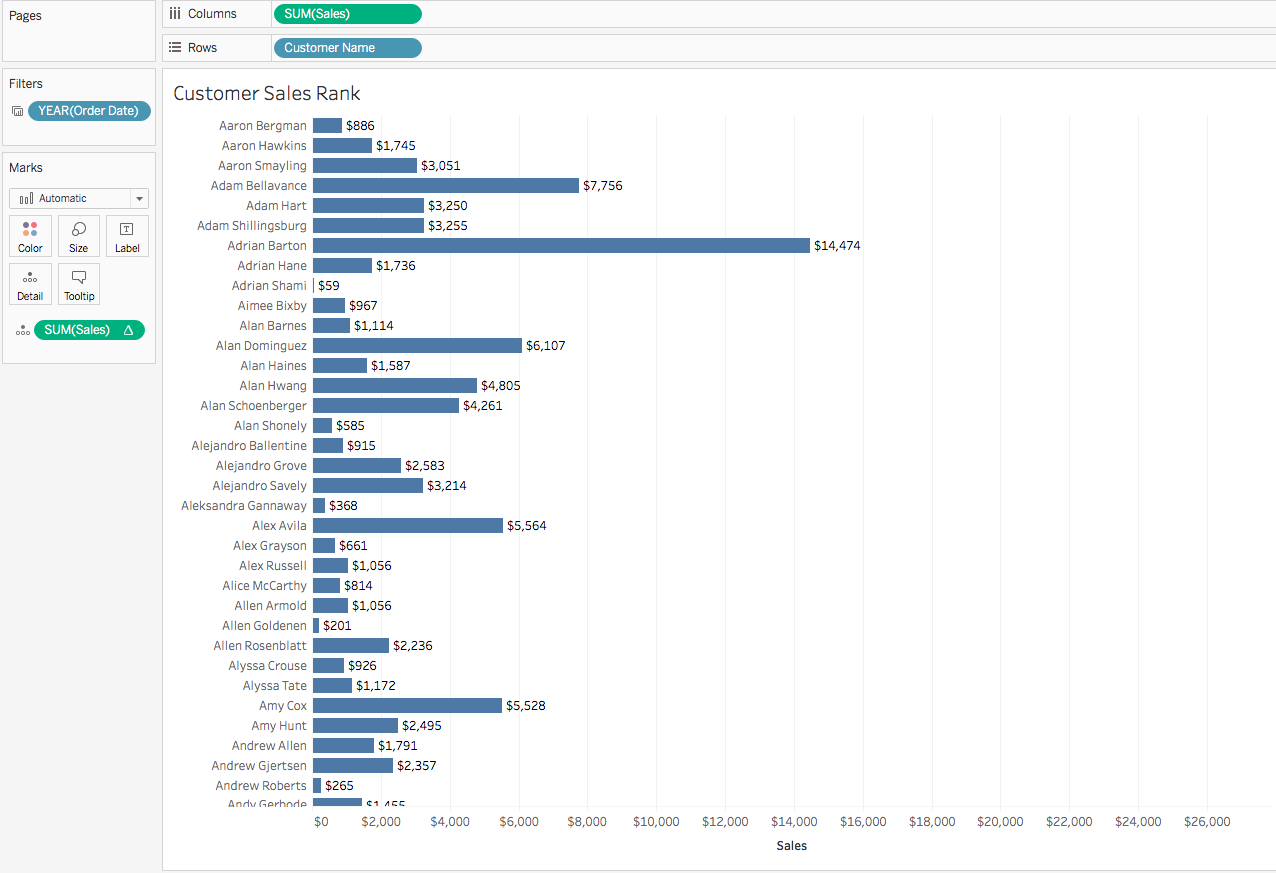 Pages
Columns
SUM(Sales)
Rows
Customer Name
Filters
YEAR(Order Date)
Marks
Automatic
Color
Size
Label
Detail
Tooltip
SUM(Sales) Δ
Customer Sales Rank
Aaron Bergman $886
Aaron Hawkins $1,745
Aaron Smayling $3,051
Adam Bellavance $7,756
Adam Hart $3,250
Adam Shillingsburg $3,255
Adrian Barton $14,474
Adrian Hane $1,736
Adrian Shami $59
Aimee Bixby $967
Alan Barnes $1,114
Alan Dominguez $6,107
Alan Haines $1,587
Alan Hwang $4,805
Alan Schoenberger $4,261
Alan Shonely $585
Alejandro Ballentine $915
Alejandro Grove $2,583
Alejandro Savely $3,214
Aleksandra Gannaway $368
Alex Avila $5,564
Alex Grayson $661
Alex Russell $1,056
Alice McCarthy $814
Allen Armold $1,056
Allen Goldenen $201
Allen Rosenblatt $2,236
Alyssa Crouse $926
Alyssa Tate $1,172
Amy Cox $5,528
Amy Hunt $2,495
Andrew Allen $1,791
Andrew Gjertsen $2,357
Andrew Roberts $265
Andy Gerbode $1,455
$0 $2,000 $4,000 $6,000 $8,000 $10,000 $12,000 $14,000 $16,000 $18,000 $20,000 $22,000 $24,000 $26,000
Sales